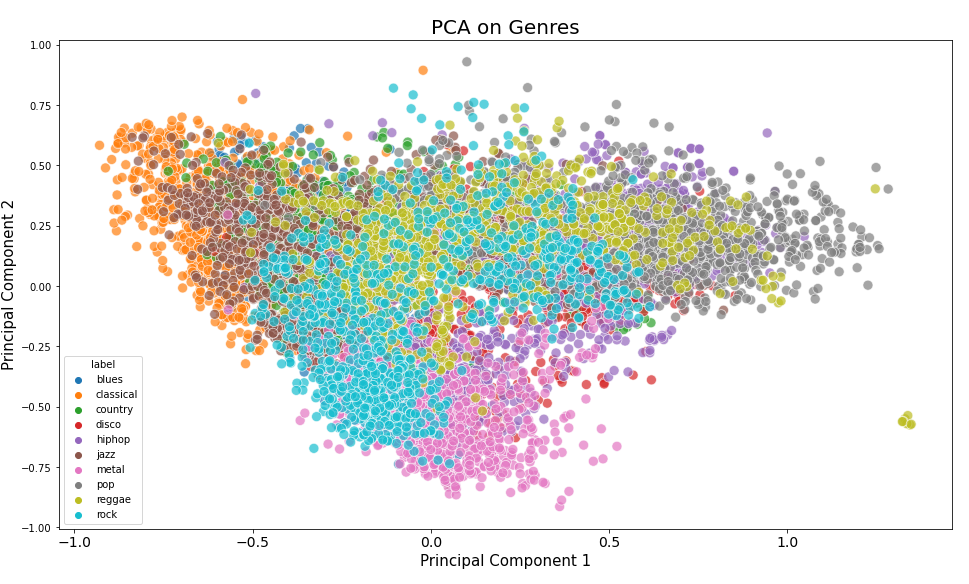 PCA on Genres
1.00
0.75
0.50
0.25
0.00
−0.25
−0.50
−0.75
−1.00
Principal Component 2
label
blues
classical
country
disco
hiphop
jazz
metal
pop
reggae
rock
−1.0
−0.5
0.0
0.5
1.0
Principal Component 1